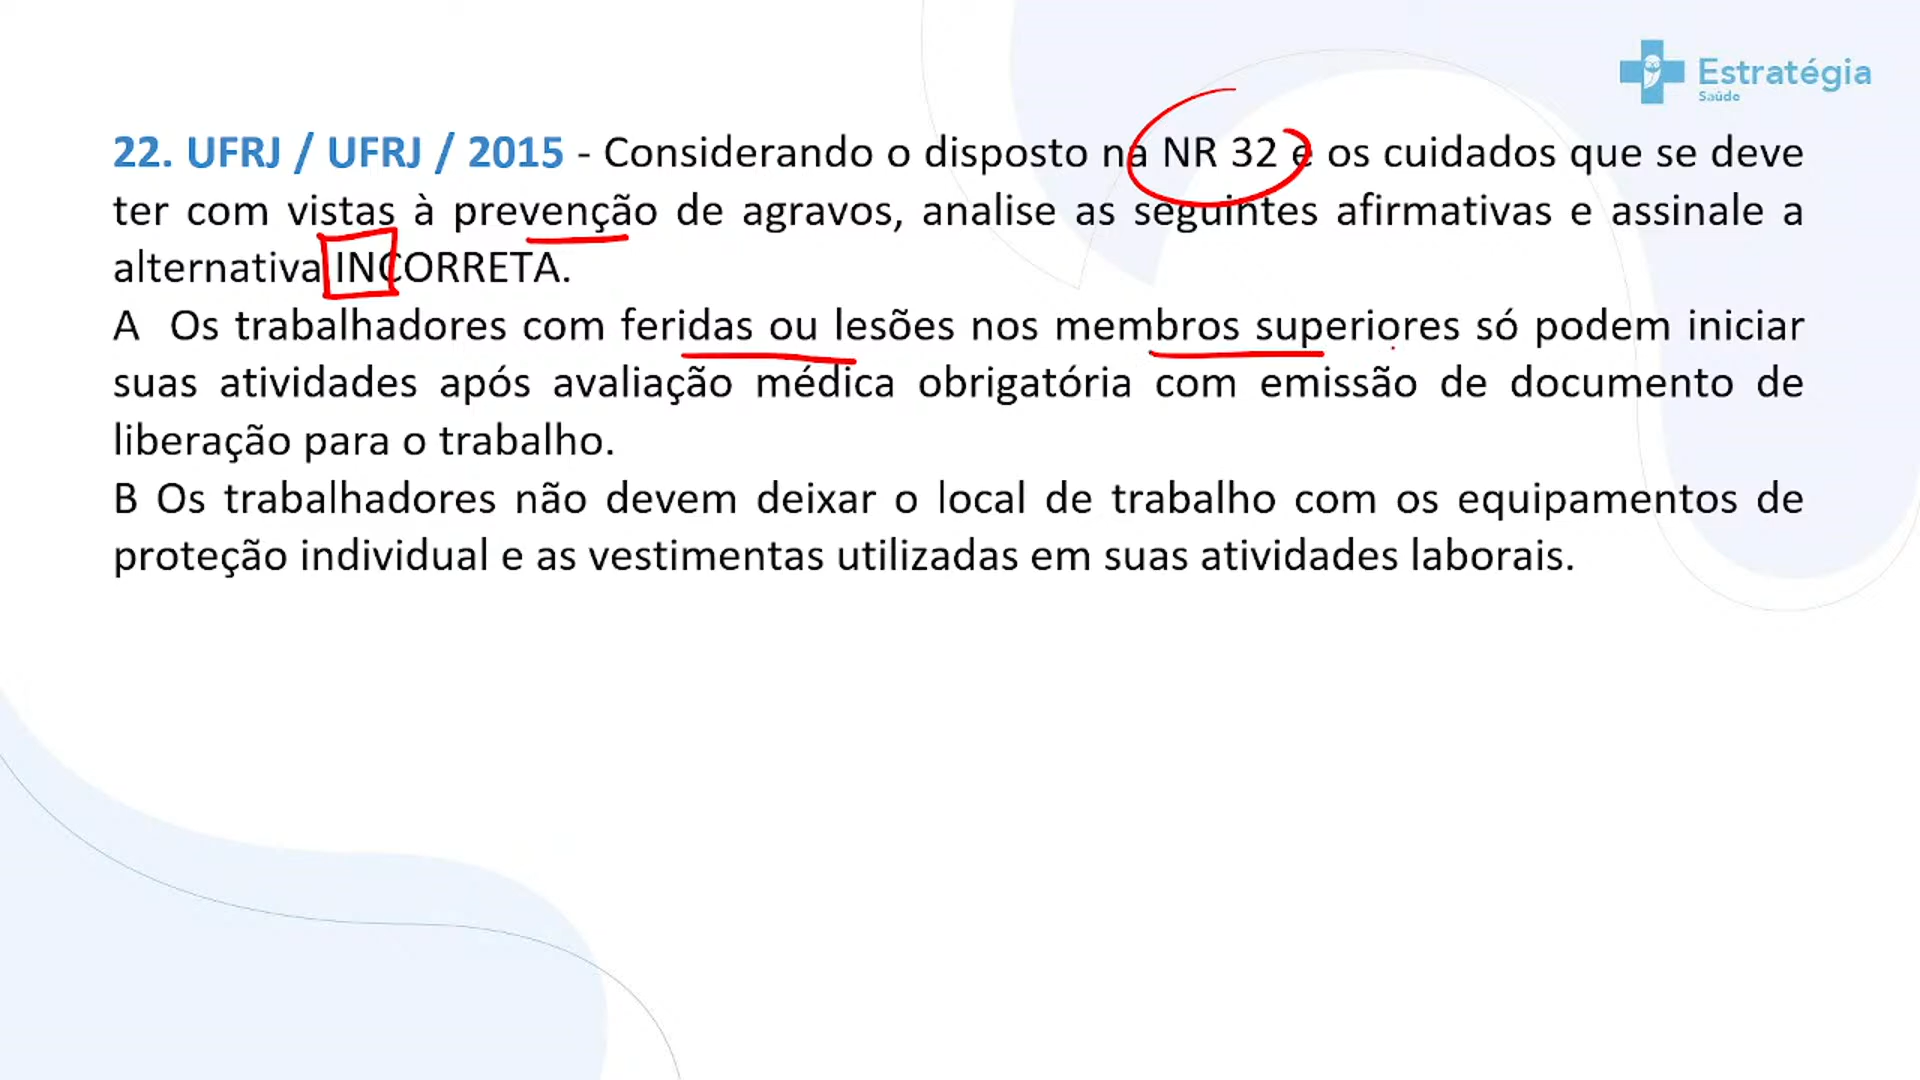 Estratégia
Saúde
22. UFRJ / UFRJ / 2015 - Considerando o disposto na NR 32 e os cuidados que se deve
ter com vistas à prevenção de agravos, analise as seguintes afirmativas e assinale a
alternativa INCORRETA.
A Os trabalhadores com feridas ou lesões nos membros superiores só podem iniciar
suas atividades após avaliação médica obrigatória com emissão de documento de
liberação para o trabalho.
B Os trabalhadores não devem deixar o local de trabalho com os equipamentos de
proteção individual e as vestimentas utilizadas em suas atividades laborais.